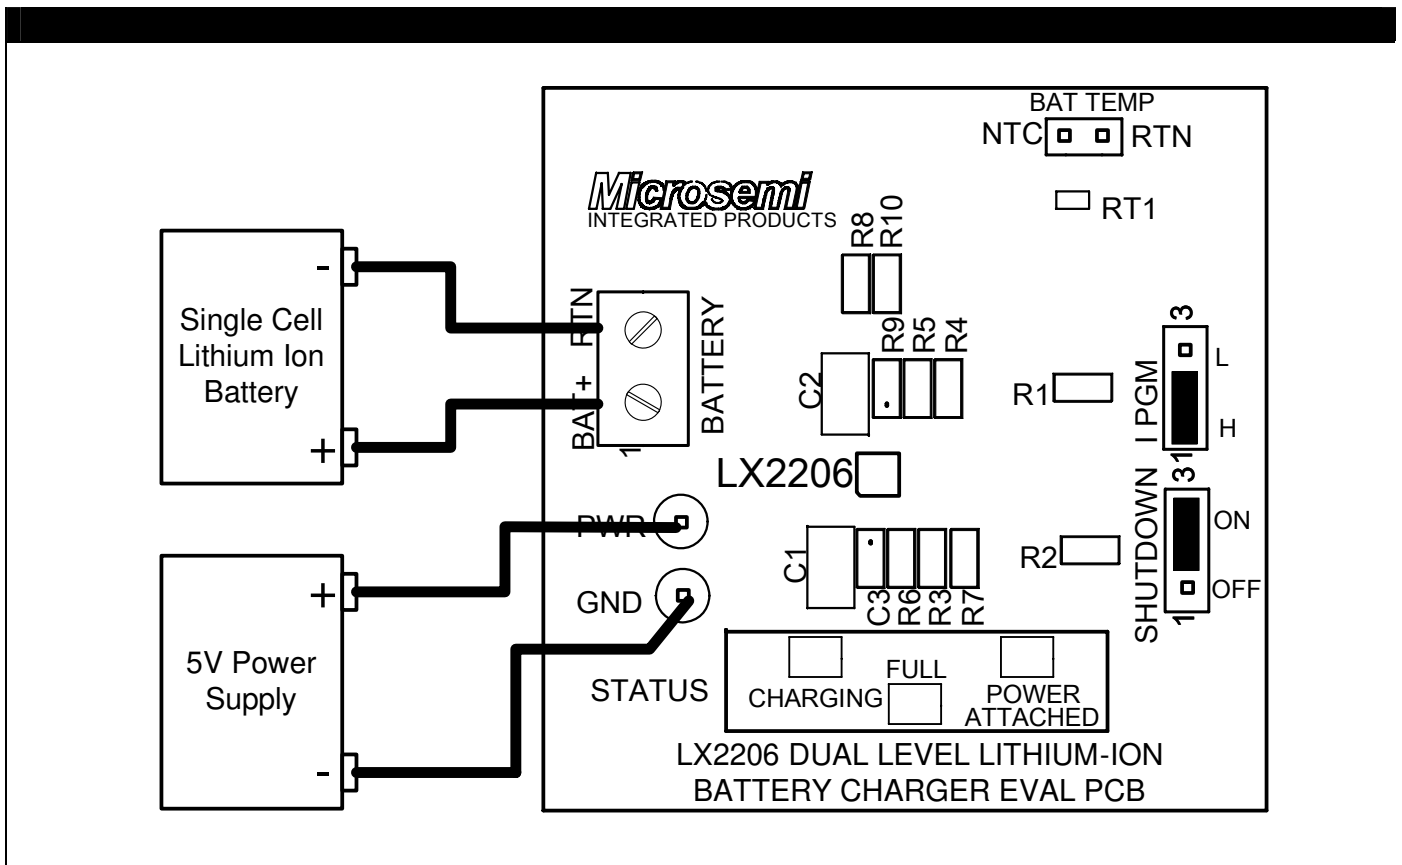 BAT TEMP
NTC
RTN
RT1
Microsemi
INTEGRATED PRODUCTS
R8
R10
-
Single Cell
Lithium Ion
Battery
+
RTN
BAT+
BATTERY
1
C2
R9
R5
R4
R1
I PGM
3
L
H
1
LX2206
PWR
GND
+
5V Power
Supply
-
C1
C3
R6
R3
R7
R2
SHUTDOWN
3
ON
OFF
1
STATUS
CHARGING
FULL
POWER
ATTACHED
LX2206 DUAL LEVEL LITHIUM-ION
BATTERY CHARGER EVAL PCB